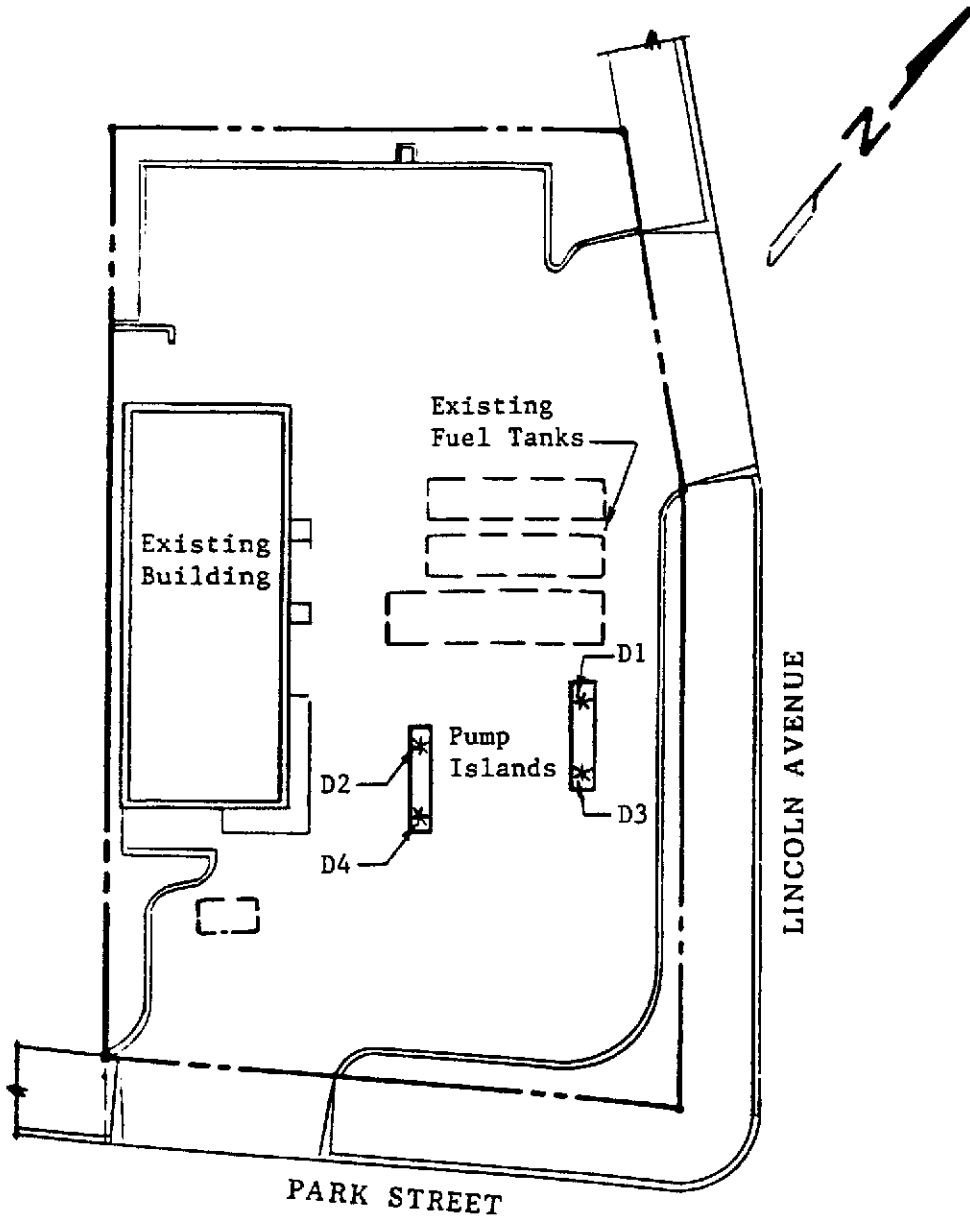 N
Existing
Fuel Tanks
Existing
Building
D1
Pump
Islands
D2
D3
D4
LINCOLN AVENUE
PARK STREET